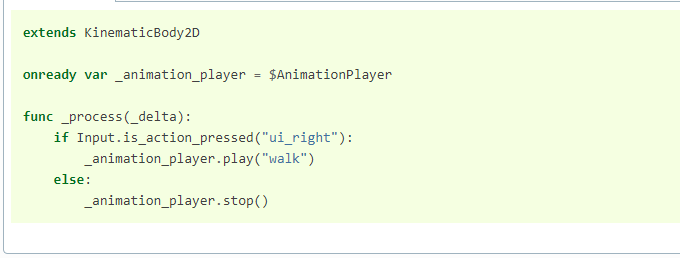 extends KinematicBody2D
onready var _animation_player = $AnimationPlayer
func _process(_delta):
    if Input.is_action_pressed("ui_right"):
        _animation_player.play("walk")
    else:
        _animation_player.stop()